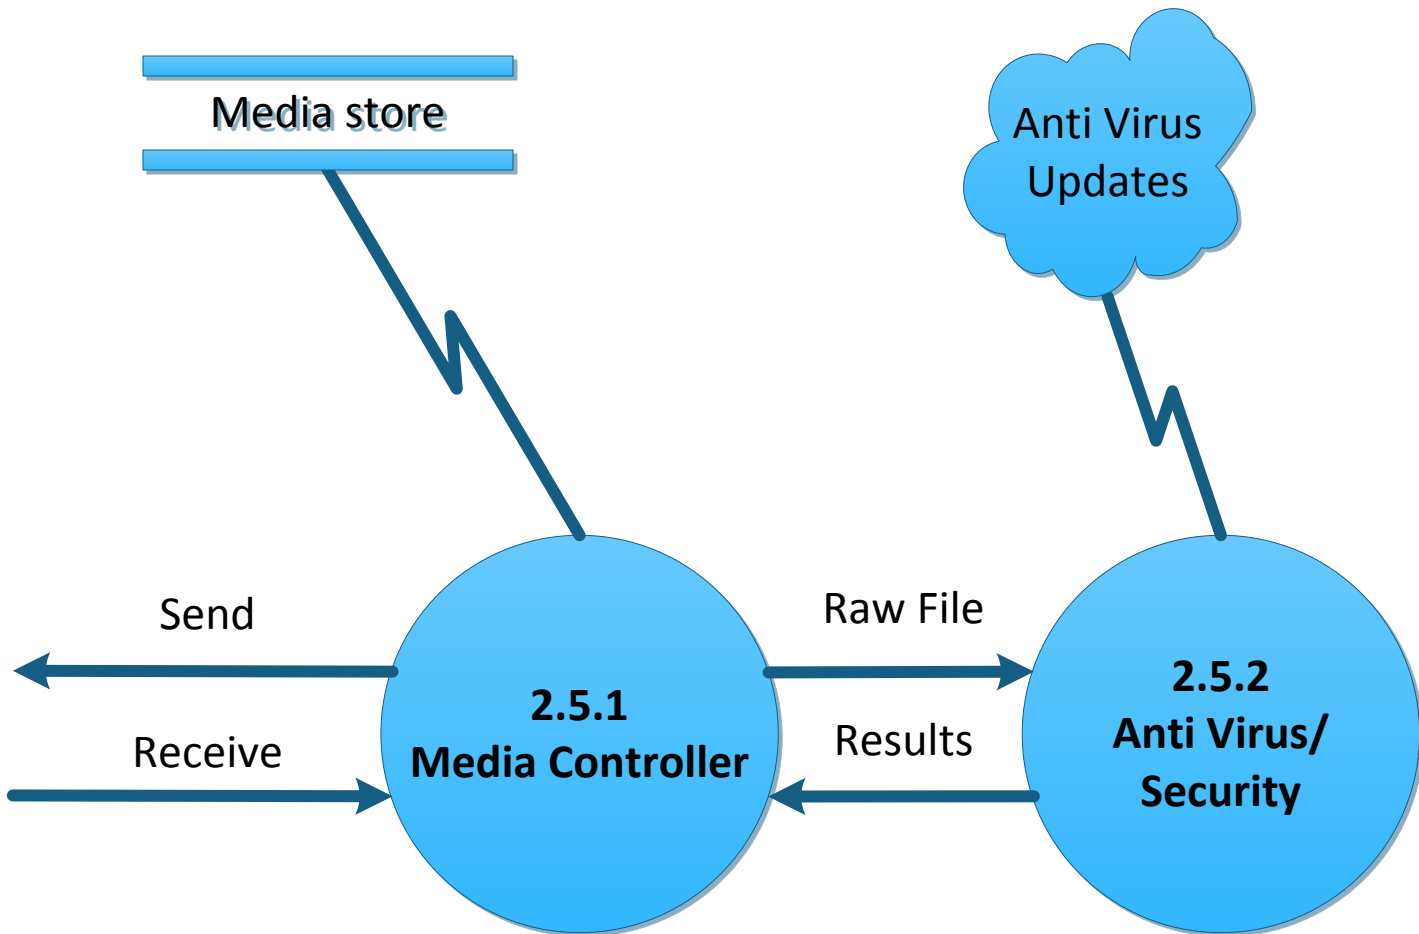 Media store
Anti Virus
Updates
Send
Receive
2.5.1
Media Controller
Raw File
Results
2.5.2
Anti Virus/
Security